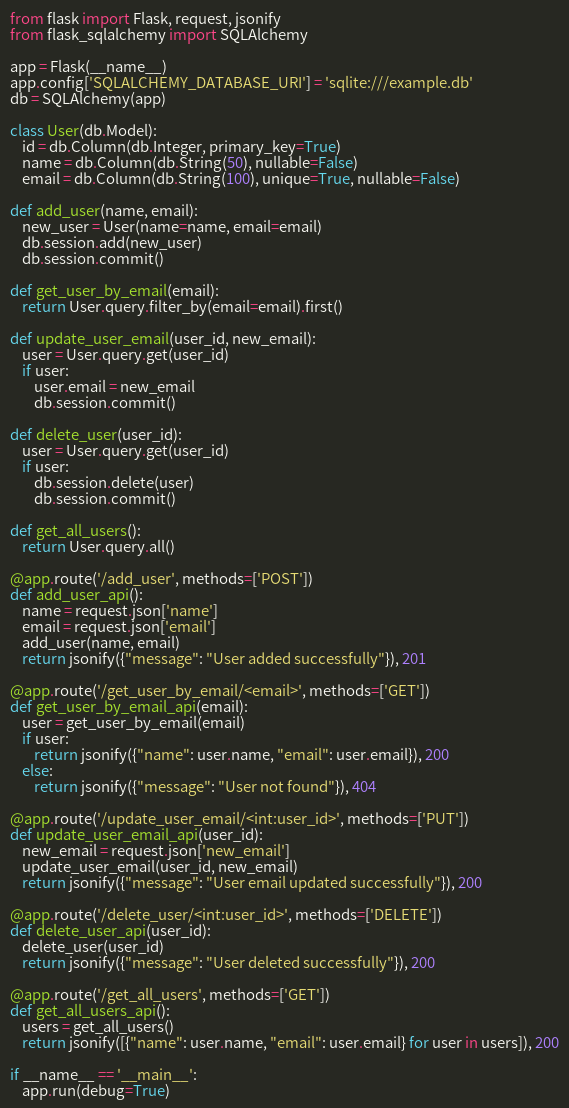 from flask import Flask, request, jsonify
from flask_sqlalchemy import SQLAlchemy

app = Flask(__name__)
app.config['SQLALCHEMY_DATABASE_URI'] = 'sqlite:///example.db'
db = SQLAlchemy(app)

class User(db.Model):
    id = db.Column(db.Integer, primary_key=True)
    name = db.Column(db.String(50), nullable=False)
    email = db.Column(db.String(100), unique=True, nullable=False)

def add_user(name, email):
    new_user = User(name=name, email=email)
    db.session.add(new_user)
    db.session.commit()

def get_user_by_email(email):
    return User.query.filter_by(email=email).first()

def update_user_email(user_id, new_email):
    user = User.query.get(user_id)
    if user:
        user.email = new_email
        db.session.commit()

def delete_user(user_id):
    user = User.query.get(user_id)
    if user:
        db.session.delete(user)
        db.session.commit()

def get_all_users():
    return User.query.all()

@app.route('/add_user', methods=['POST'])
def add_user_api():
    name = request.json['name']
    email = request.json['email']
    add_user(name, email)
    return jsonify({"message": "User added successfully"}), 201

@app.route('/get_user_by_email/<email>', methods=['GET'])
def get_user_by_email_api(email):
    user = get_user_by_email(email)
    if user:
        return jsonify({"name": user.name, "email": user.email}), 200
    else:
        return jsonify({"message": "User not found"}), 404

@app.route('/update_user_email/<int:user_id>', methods=['PUT'])
def update_user_email_api(user_id):
    new_email = request.json['new_email']
    update_user_email(user_id, new_email)
    return jsonify({"message": "User email updated successfully"}), 200

@app.route('/delete_user/<int:user_id>', methods=['DELETE'])
def delete_user_api(user_id):
    delete_user(user_id)
    return jsonify({"message": "User deleted successfully"}), 200

@app.route('/get_all_users', methods=['GET'])
def get_all_users_api():
    users = get_all_users()
    return jsonify([{"name": user.name, "email": user.email} for user in users]), 200

if __name__ == '__main__':
    app.run(debug=True)